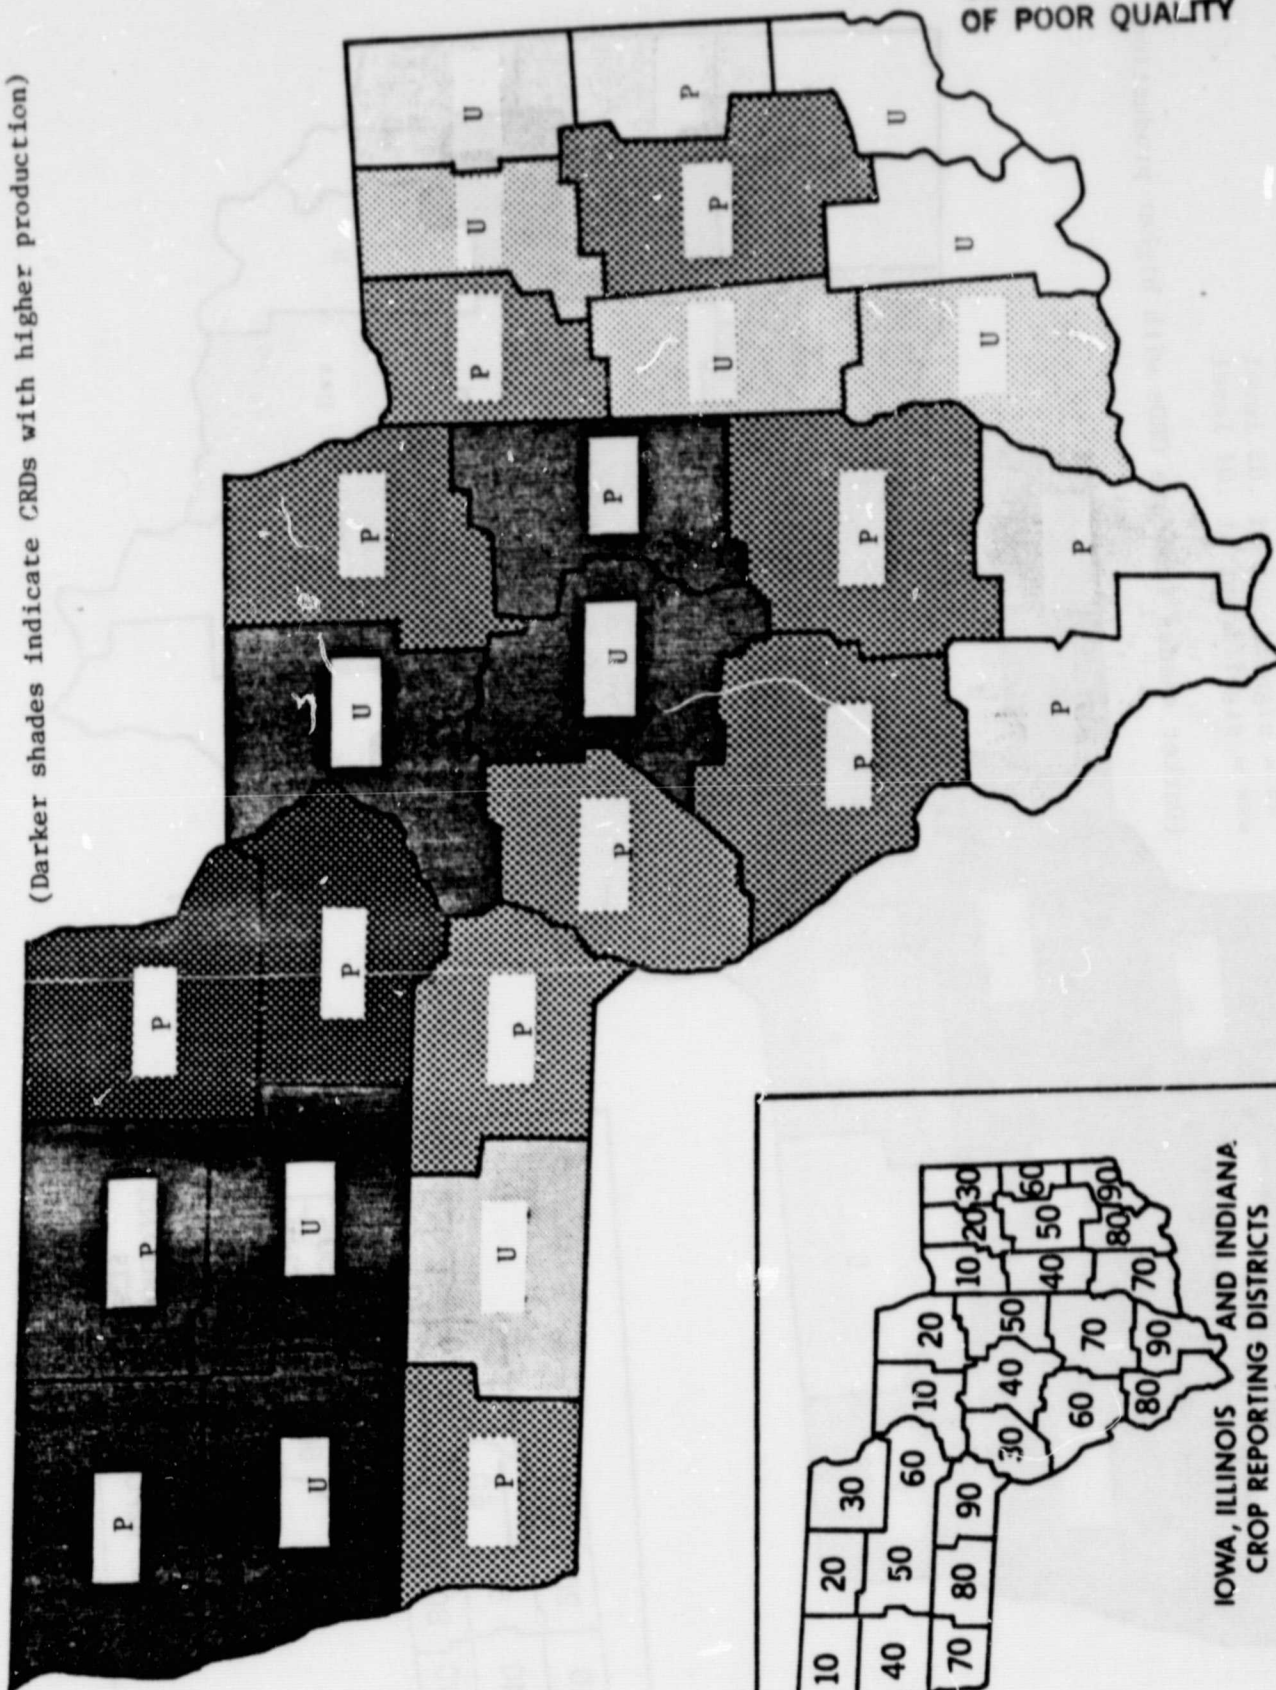 OF POOR QUALITY
(Darker shades indicate CRDs with higher production)
P
P
P
U
P
U
P
U
P
P
U
P
U
P
P
P
P
P
P
U
U
U
P
P
U
U
U
10
20
30
40
50
60
70
80
90
10
20
30
40
50
60
70
80
90
10
20
30
40
50
60
70
80
90
IOWA, ILLINOIS AND INDIANA
CROP REPORTING DISTRICTS